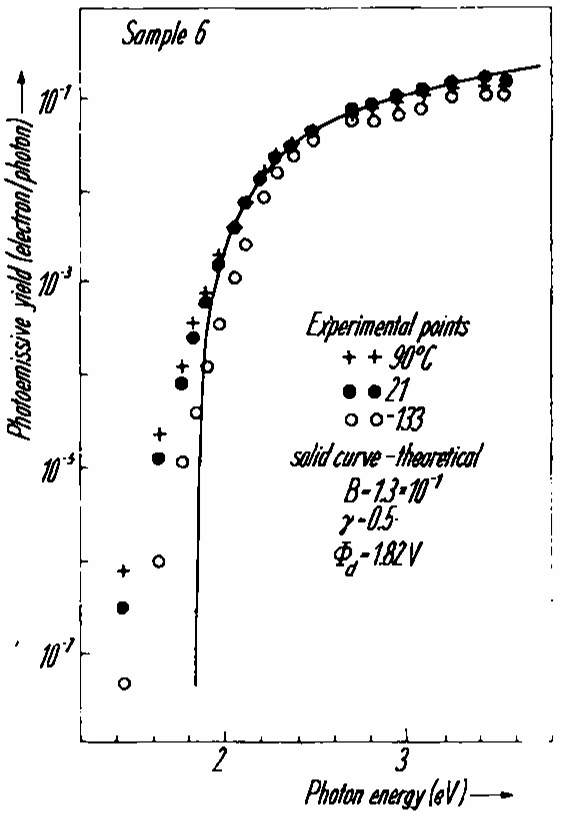 Sample 6
Photoemissive yield (electron/photon)
10⁻¹
10⁻³
10⁻⁵
10⁻⁷
Experimental points
+ + 90°C
● ● 21
○ ○ -133
solid curve - theoretical
B = 1.3 × 10⁻¹
γ = 0.5
Φd = 1.82 V
2
3
Photon energy (eV)